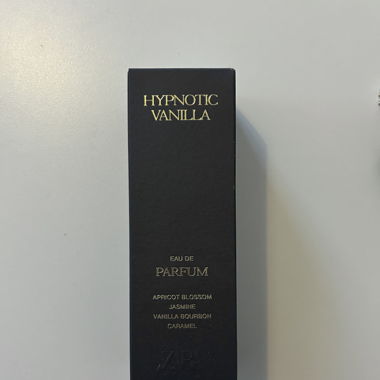 HYPNOTIC
VANILLA
EAU DE
PARFUM
APRICOT BLOSSOM
JASMINE
VANILLA BOURBON
CARAMEL